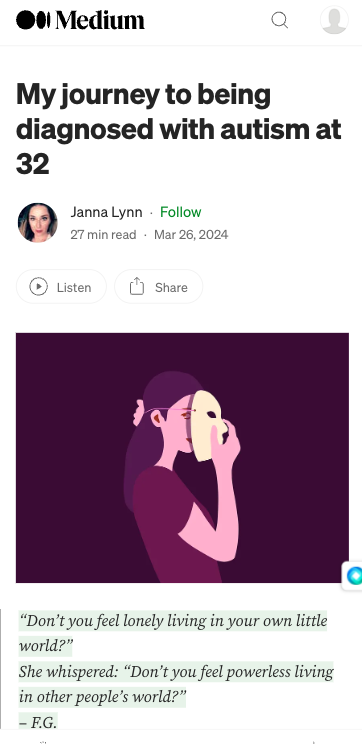 Medium
My journey to being
diagnosed with autism at
32
Janna Lynn · Follow
27 min read · Mar 26, 2024
Listen Share
“Don’t you feel lonely living in your own little
world?”
She whispered: “Don’t you feel powerless living
in other people’s world?”
– F.G.